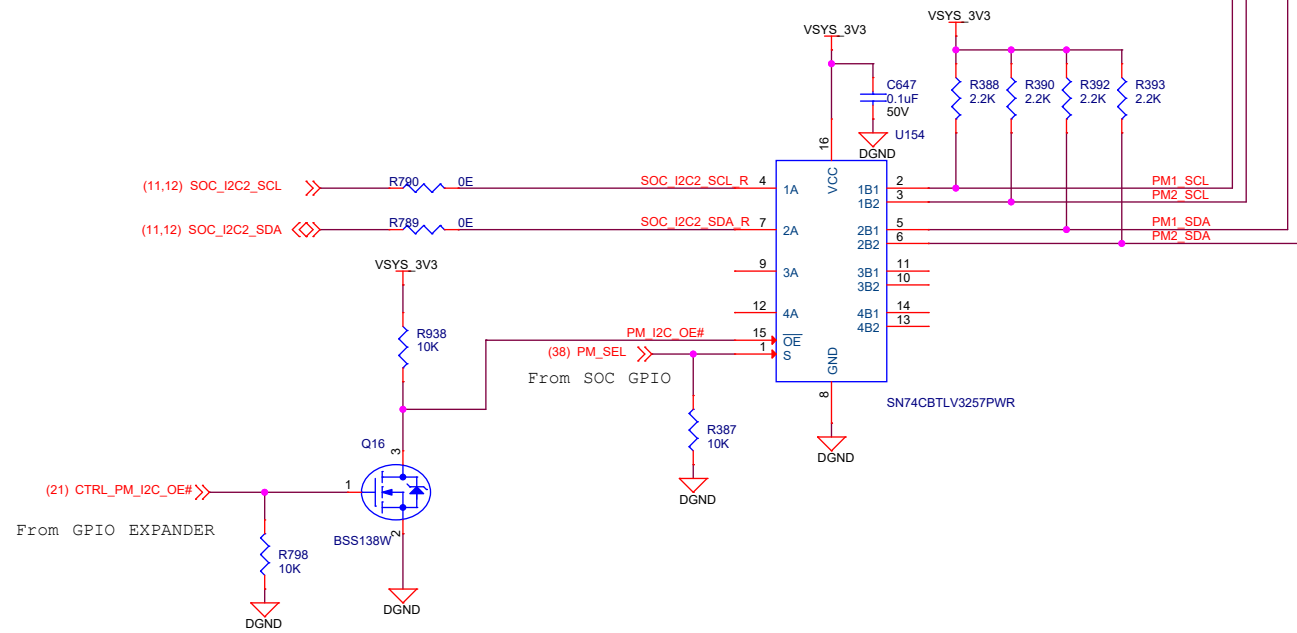 VSYS_3V3
VSYS_3V3
C647
0.1uF
50V
DGND
R388
2.2K
R390
2.2K
R392
2.2K
R393
2.2K
U154
16
VCC
(11,12) SOC_I2C2_SCL
R790
0E
SOC_I2C2_SCL_R
4
1A
1B1
2
PM1_SCL
1B2
3
PM2_SCL
(11,12) SOC_I2C2_SDA
R789
0E
SOC_I2C2_SDA_R
7
2A
2B1
5
PM1_SDA
2B2
6
PM2_SDA
VSYS_3V3
9
3A
3B1
11
3B2
10
12
4A
4B1
14
4B2
13
R938
10K
PM_I2C_OE#
15
OE
(38) PM_SEL
1
S
From SOC GPIO
GND
8
SN74CBTLV3257PWR
DGND
R387
10K
DGND
Q16
3
(21) CTRL_PM_I2C_OE#
1
From GPIO EXPANDER
BSS138W
2
R798
10K
DGND
DGND